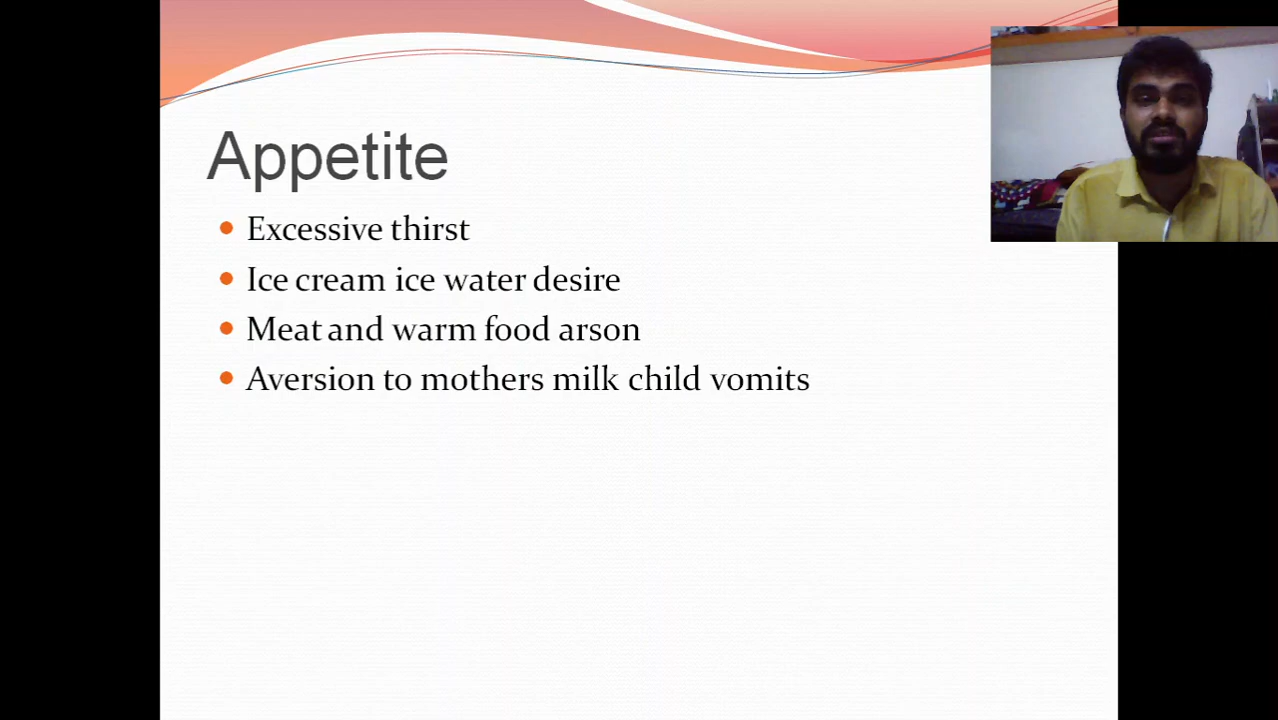 Appetite
Excessive thirst
Ice cream ice water desire
Meat and warm food arson
Aversion to mothers milk child vomits